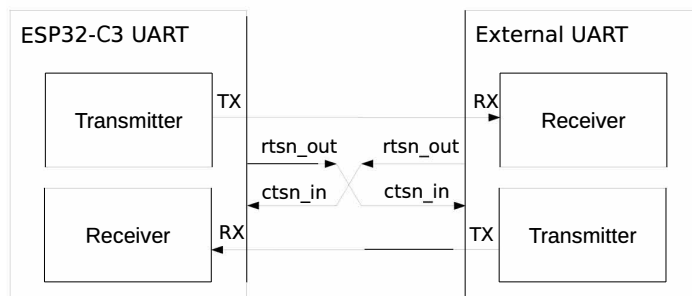 ESP32-C3 UART
External UART
Transmitter
TX
RX
Receiver
rtsn_out
rtsn_out
ctsn_in
ctsn_in
Receiver
RX
TX
Transmitter